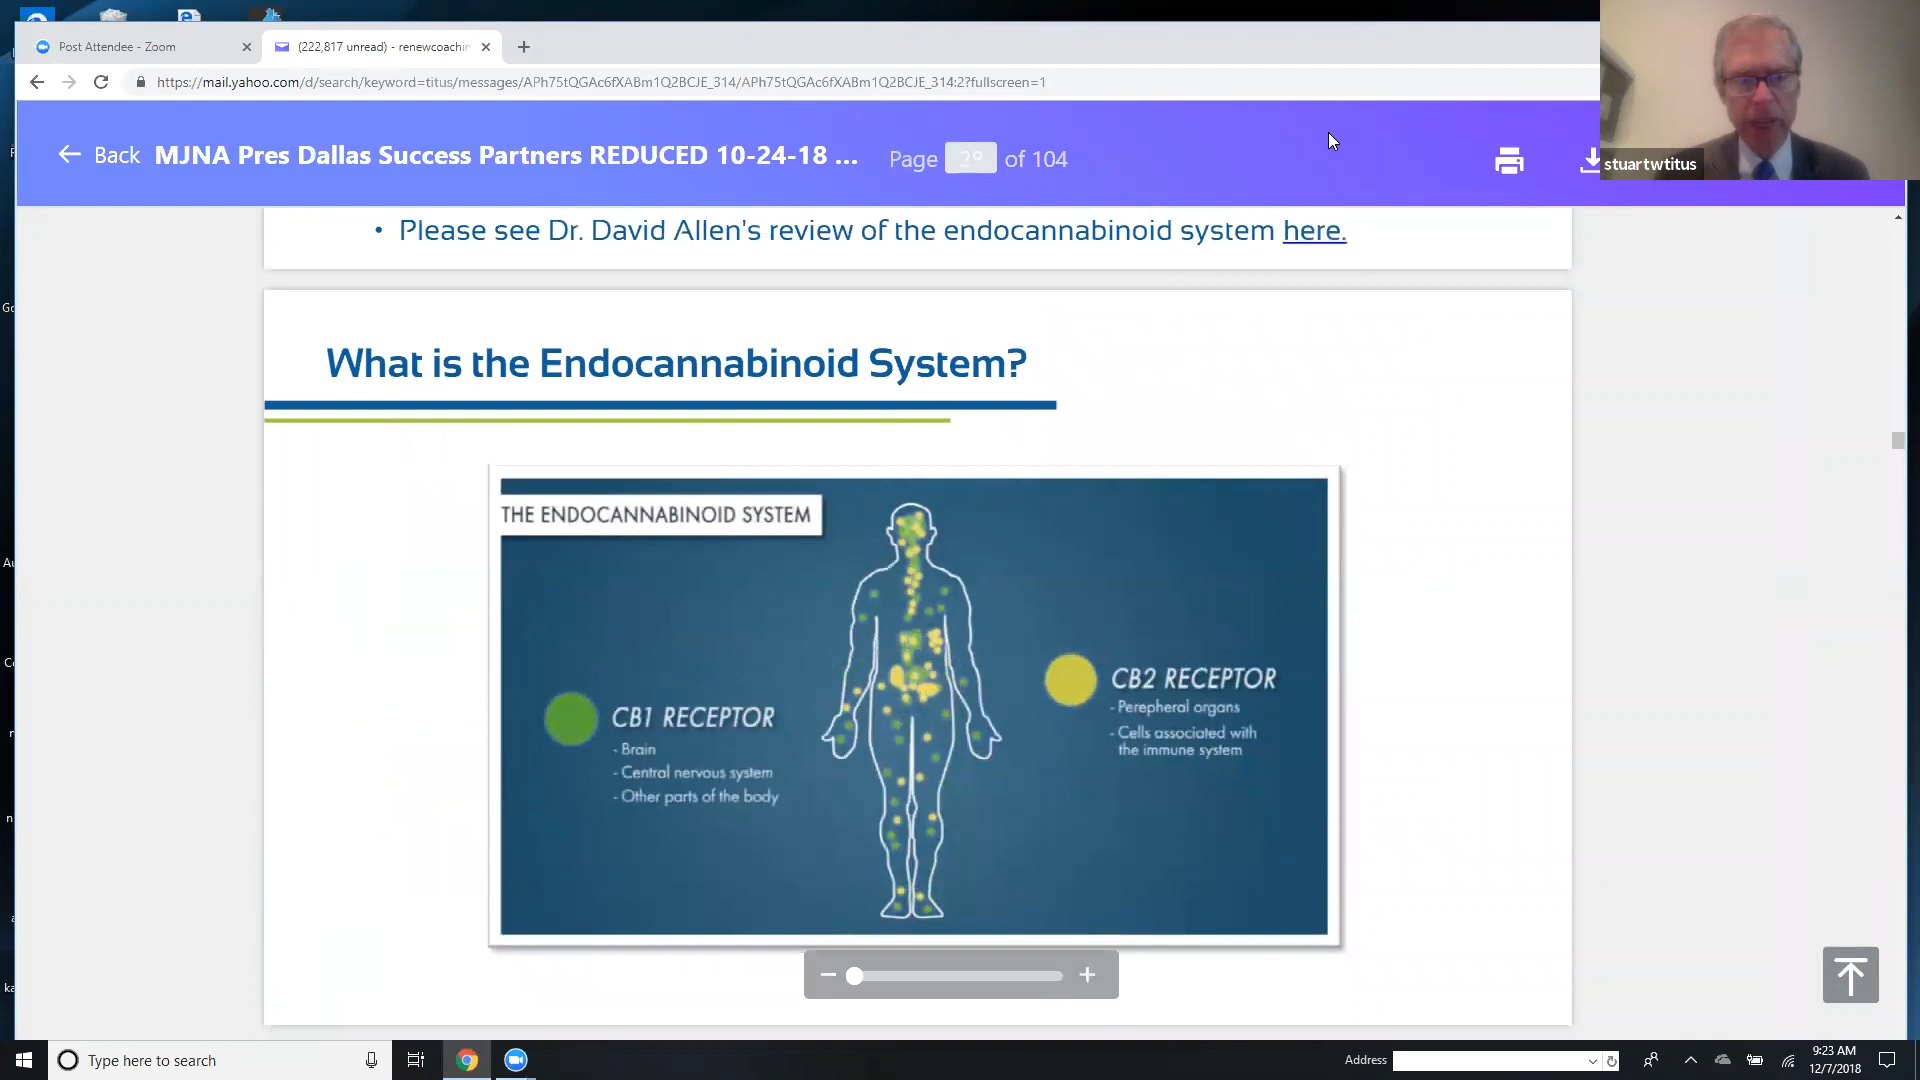 Post Attendee - Zoom
(222,817 unread) - renewcoachin
https://mail.yahoo.com/d/search/keyword=titus/messages/APh75tQGAc6fXABm1Q2BCJE_314/APh75tQGAc6fXABm1Q2BCJE_314:2?fullscreen=1
Back MJNA Pres Dallas Success Partners REDUCED 10-24-18 ... Page of 104
stuartwtitus
• Please see Dr. David Allen's review of the endocannabinoid system here.
What is the Endocannabinoid System?
THE ENDOCANNABINOID SYSTEM
CB1 RECEPTOR
- Brain
- Central nervous system
- Other parts of the body
CB2 RECEPTOR
- Perepheral organs
- Cells associated with
the immune system
Type here to search
Address
9:23 AM
12/7/2018